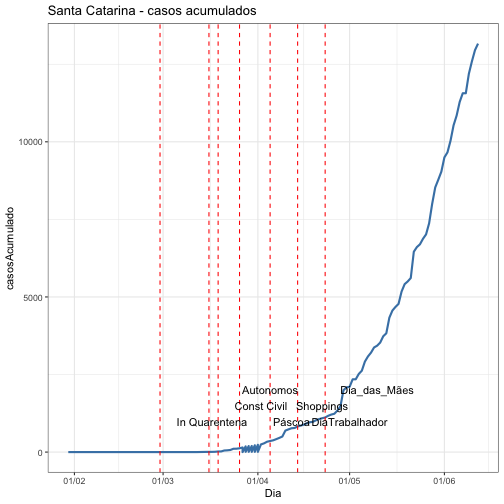 Santa Catarina - casos acumulados
casosAcumulado
10000
5000
0
Dia_das_Mães
Autonomos
Const Civil
Shoppings
In Quarentena
Páscoa
DiaTrabalhador
01/02
01/03
01/04
01/05
01/06
Dia